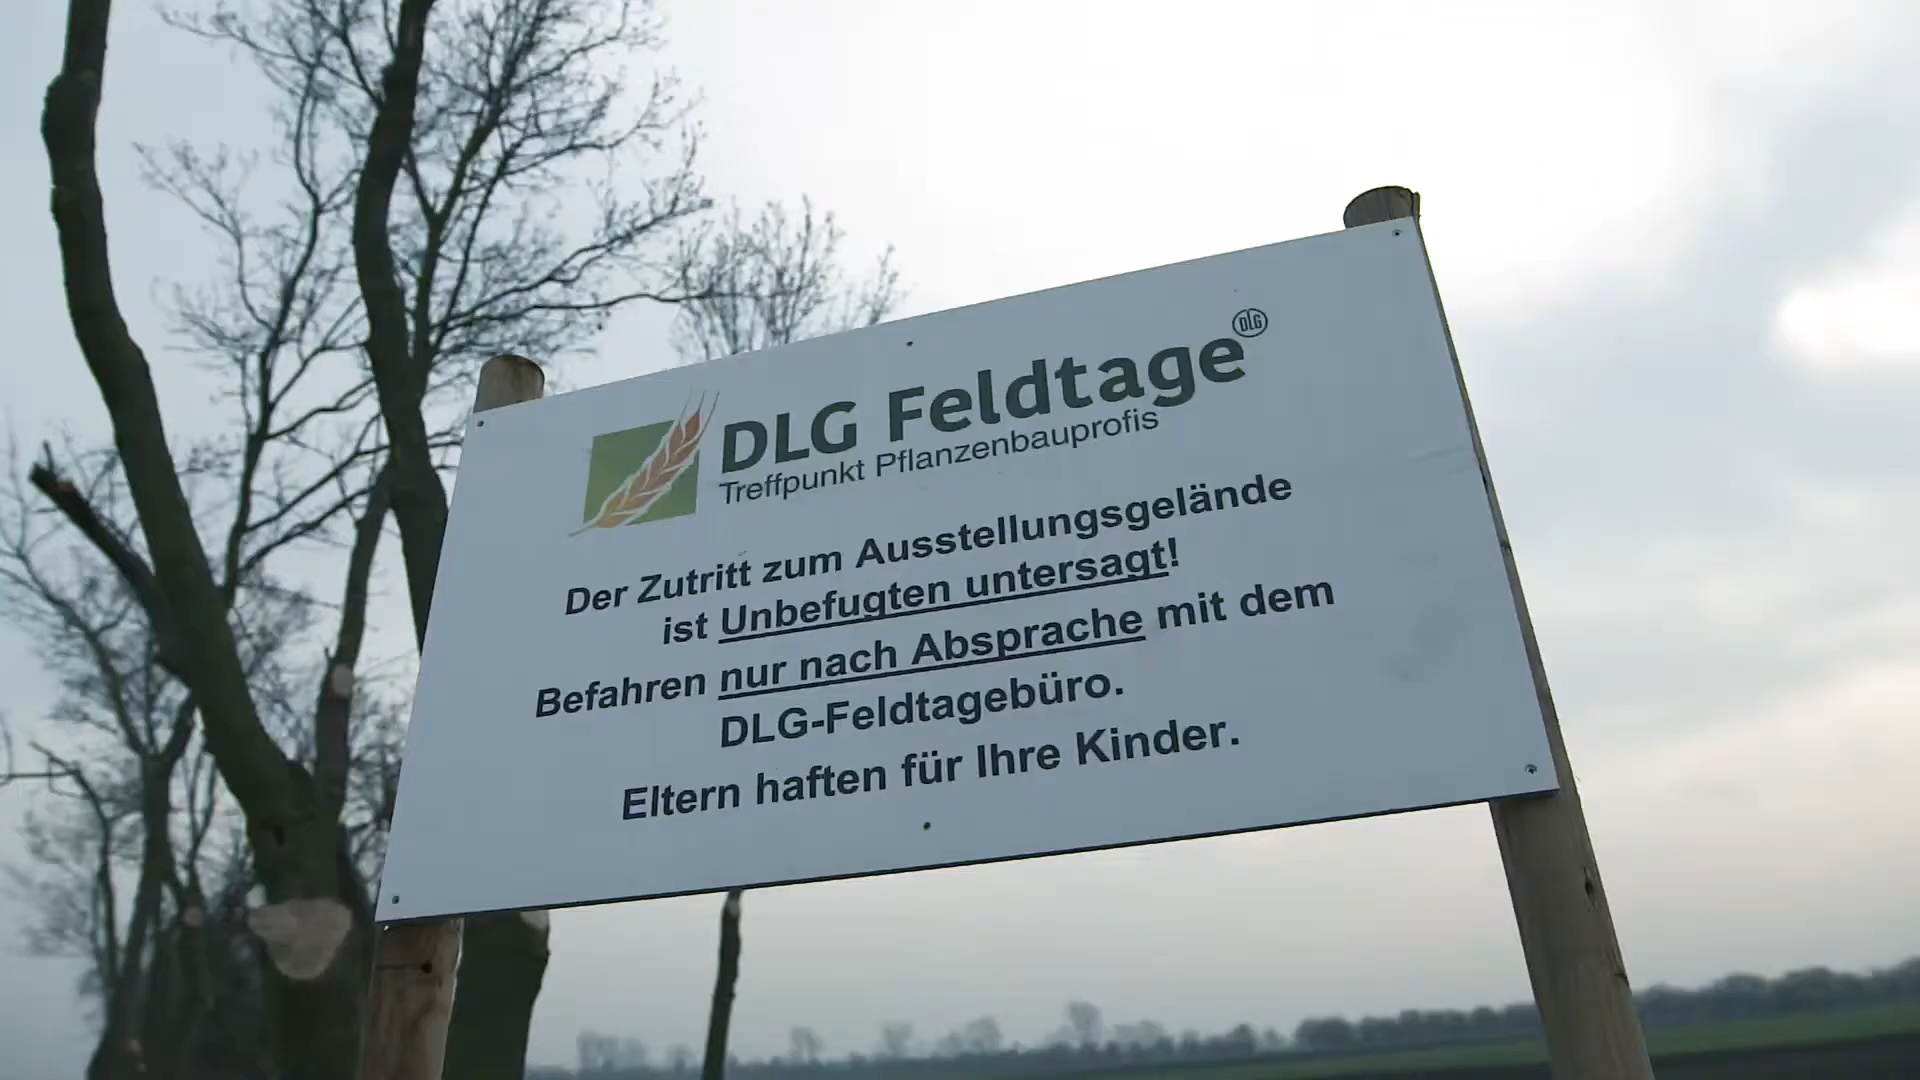 DLG Feldtage DLG
Treffpunkt Pflanzenbauprofis
Der Zutritt zum Ausstellungsgelände
ist Unbefugten untersagt!
Befahren nur nach Absprache mit dem
DLG-Feldtagebüro.
Eltern haften für Ihre Kinder.